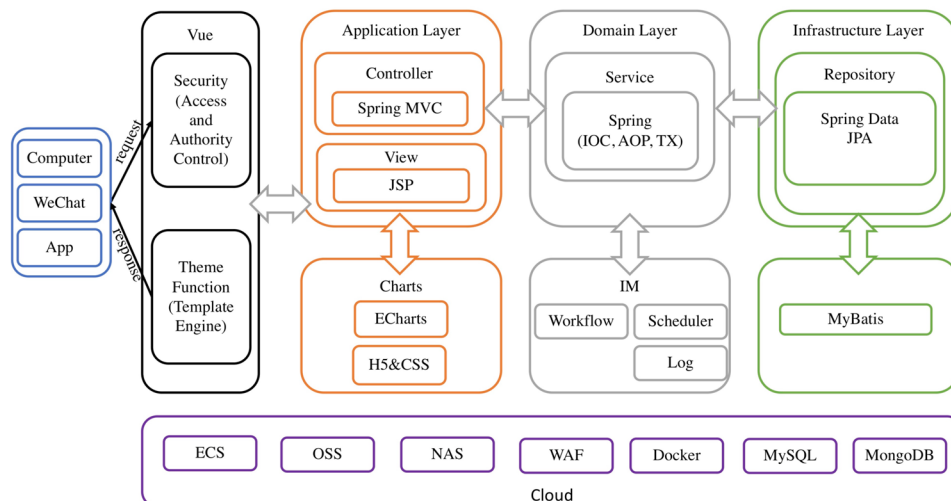 Computer
WeChat
App
request
response
Vue
Security
(Access
and
Authority
Control)
Theme
Function
(Template
Engine)
Application Layer
Controller
Spring MVC
View
JSP
Charts
ECharts
H5&CSS
Domain Layer
Service
Spring
(IOC, AOP, TX)
IM
Workflow
Scheduler
Log
Infrastructure Layer
Repository
Spring Data
JPA
MyBatis
ECS
OSS
NAS
WAF
Docker
MySQL
MongoDB
Cloud